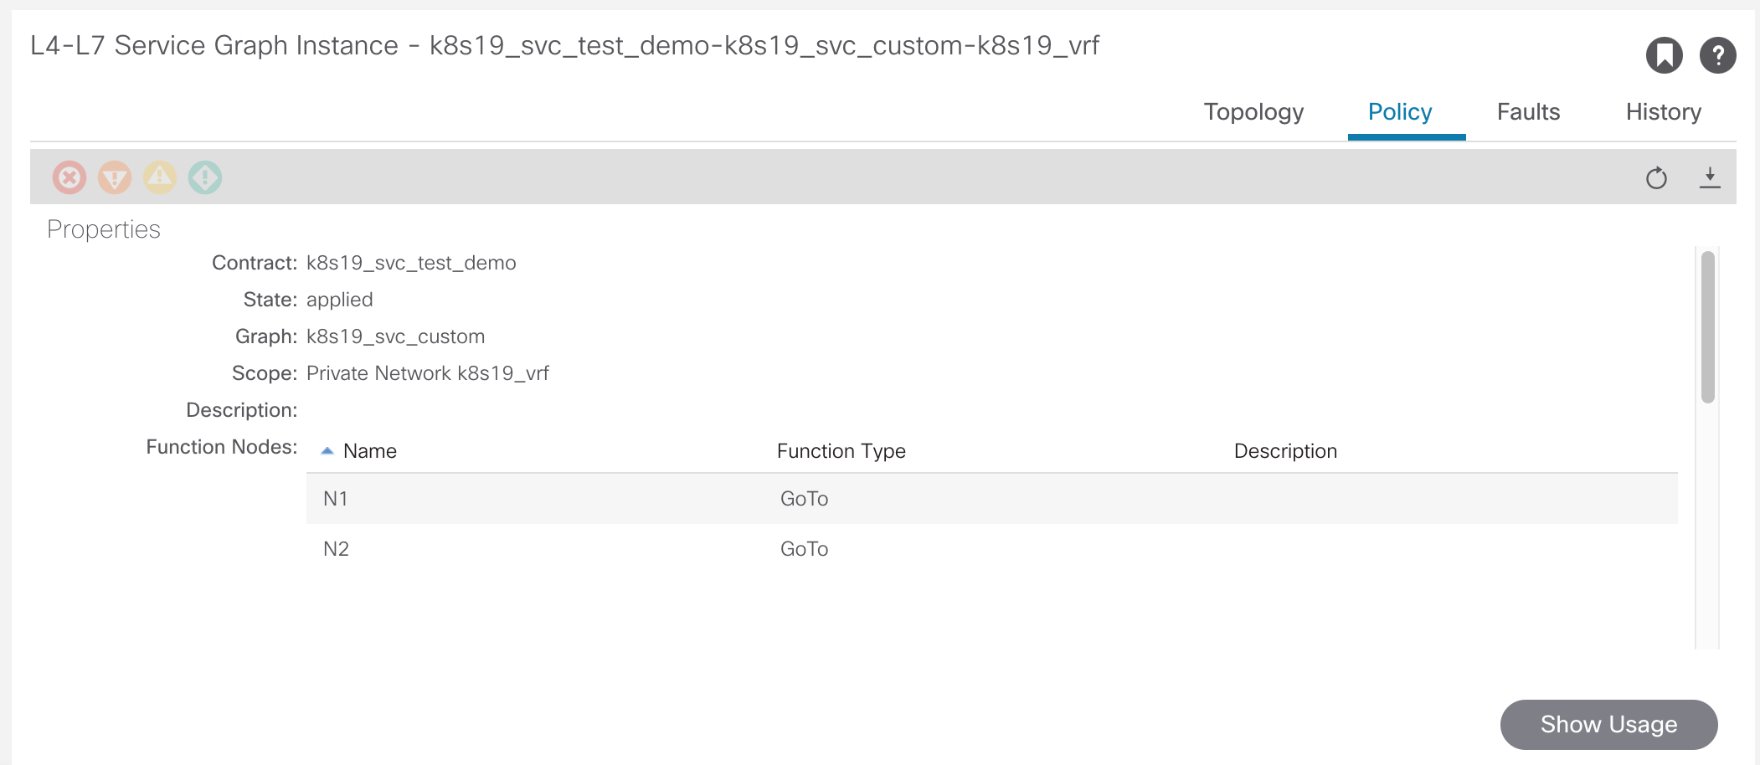 L4-L7 Service Graph Instance - k8s19_svc_test_demo-k8s19_svc_custom-k8s19_vrf
Topology Policy Faults History
Properties
Contract: k8s19_svc_test_demo
State: applied
Graph: k8s19_svc_custom
Scope: Private Network k8s19_vrf
Description:
Function Nodes: Name Function Type Description
N1 GoTo
N2 GoTo
Show Usage